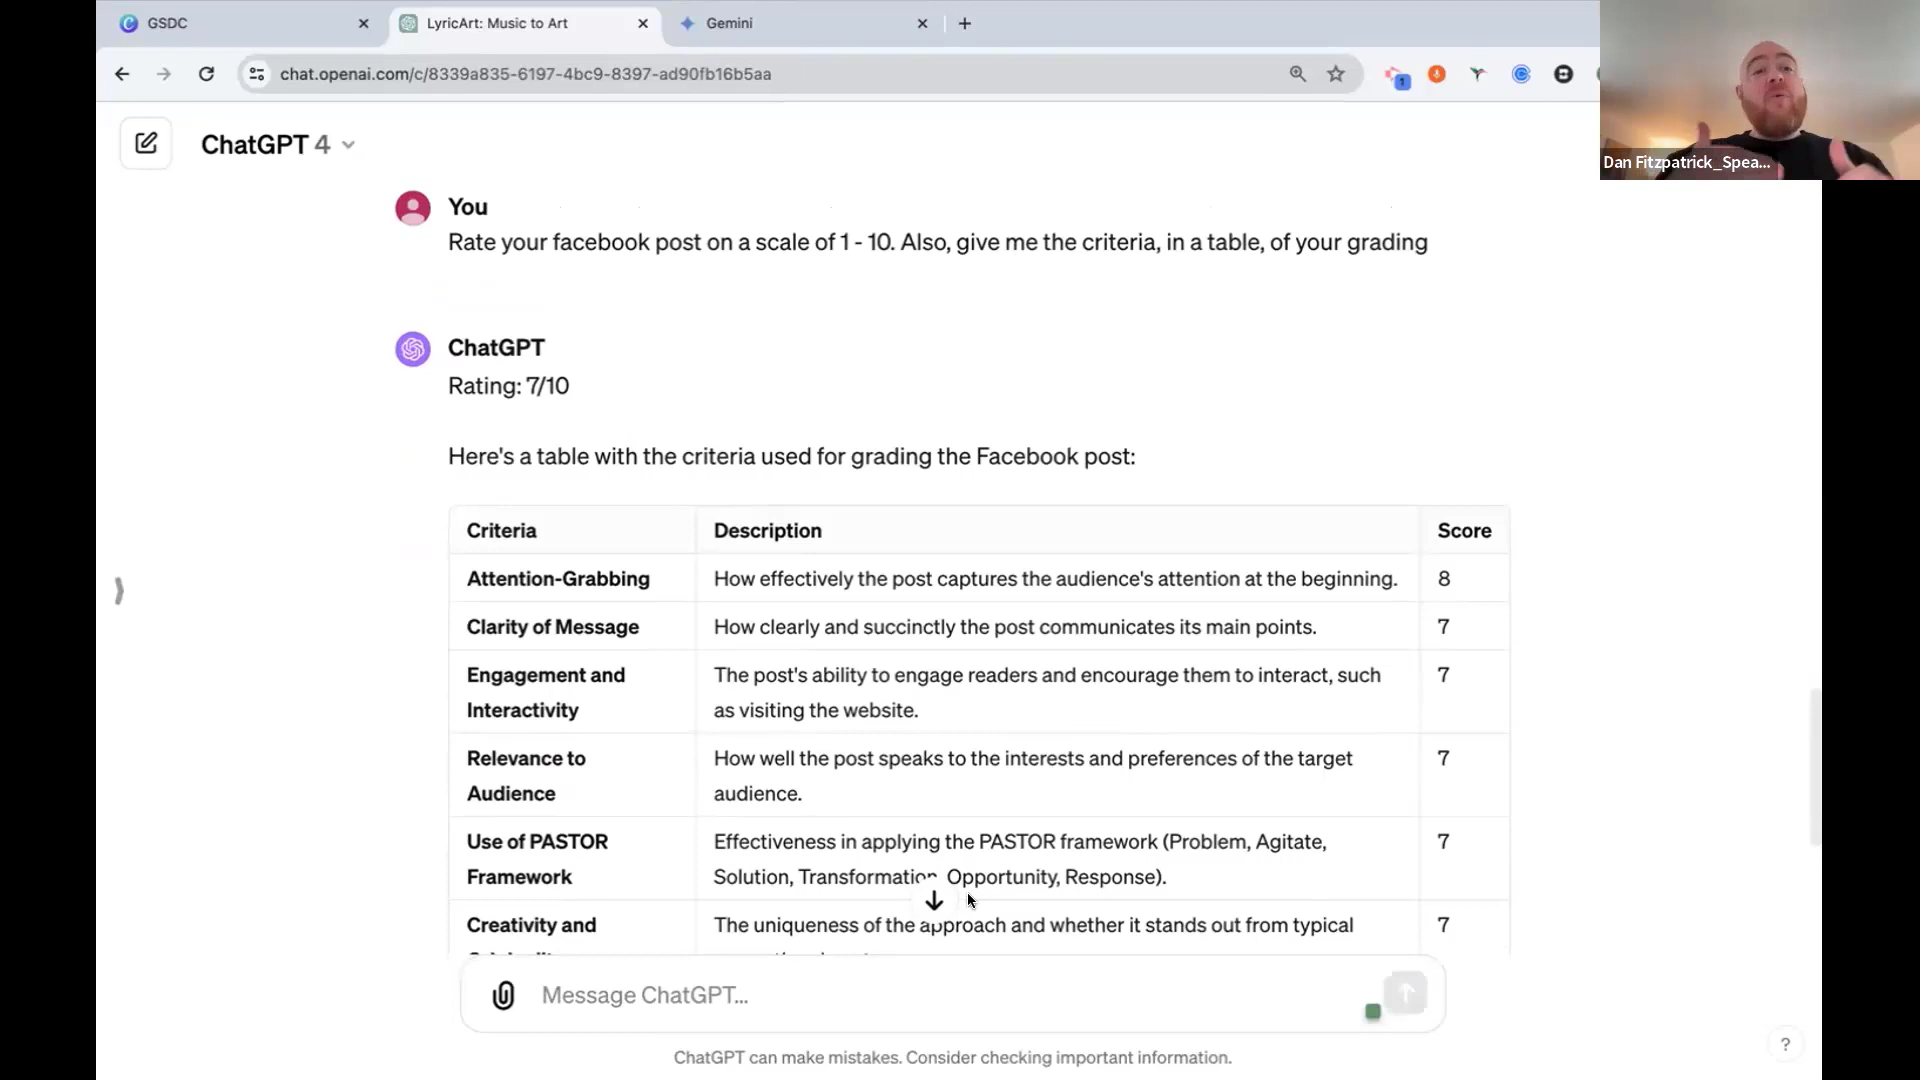 GSDC
LyricArt: Music to Art
Gemini
chat.openai.com/c/8339a835-6197-4bc9-8397-ad90fb16b5aa
1
Dan Fitzpatrick_Spea...
ChatGPT 4
You
Rate your facebook post on a scale of 1 - 10. Also, give me the criteria, in a table, of your grading
ChatGPT
Rating: 7/10
Here's a table with the criteria used for grading the Facebook post:
Criteria Description Score
Attention-Grabbing How effectively the post captures the audience's attention at the beginning. 8
Clarity of Message How clearly and succinctly the post communicates its main points. 7
Engagement and The post's ability to engage readers and encourage them to interact, such 7
Interactivity as visiting the website.
Relevance to How well the post speaks to the interests and preferences of the target 7
Audience audience.
Use of PASTOR Effectiveness in applying the PASTOR framework (Problem, Agitate, 7
Framework Solution, Transformation, Opportunity, Response).
Creativity and The uniqueness of the approach and whether it stands out from typical 7
Message ChatGPT...
ChatGPT can make mistakes. Consider checking important information.
?